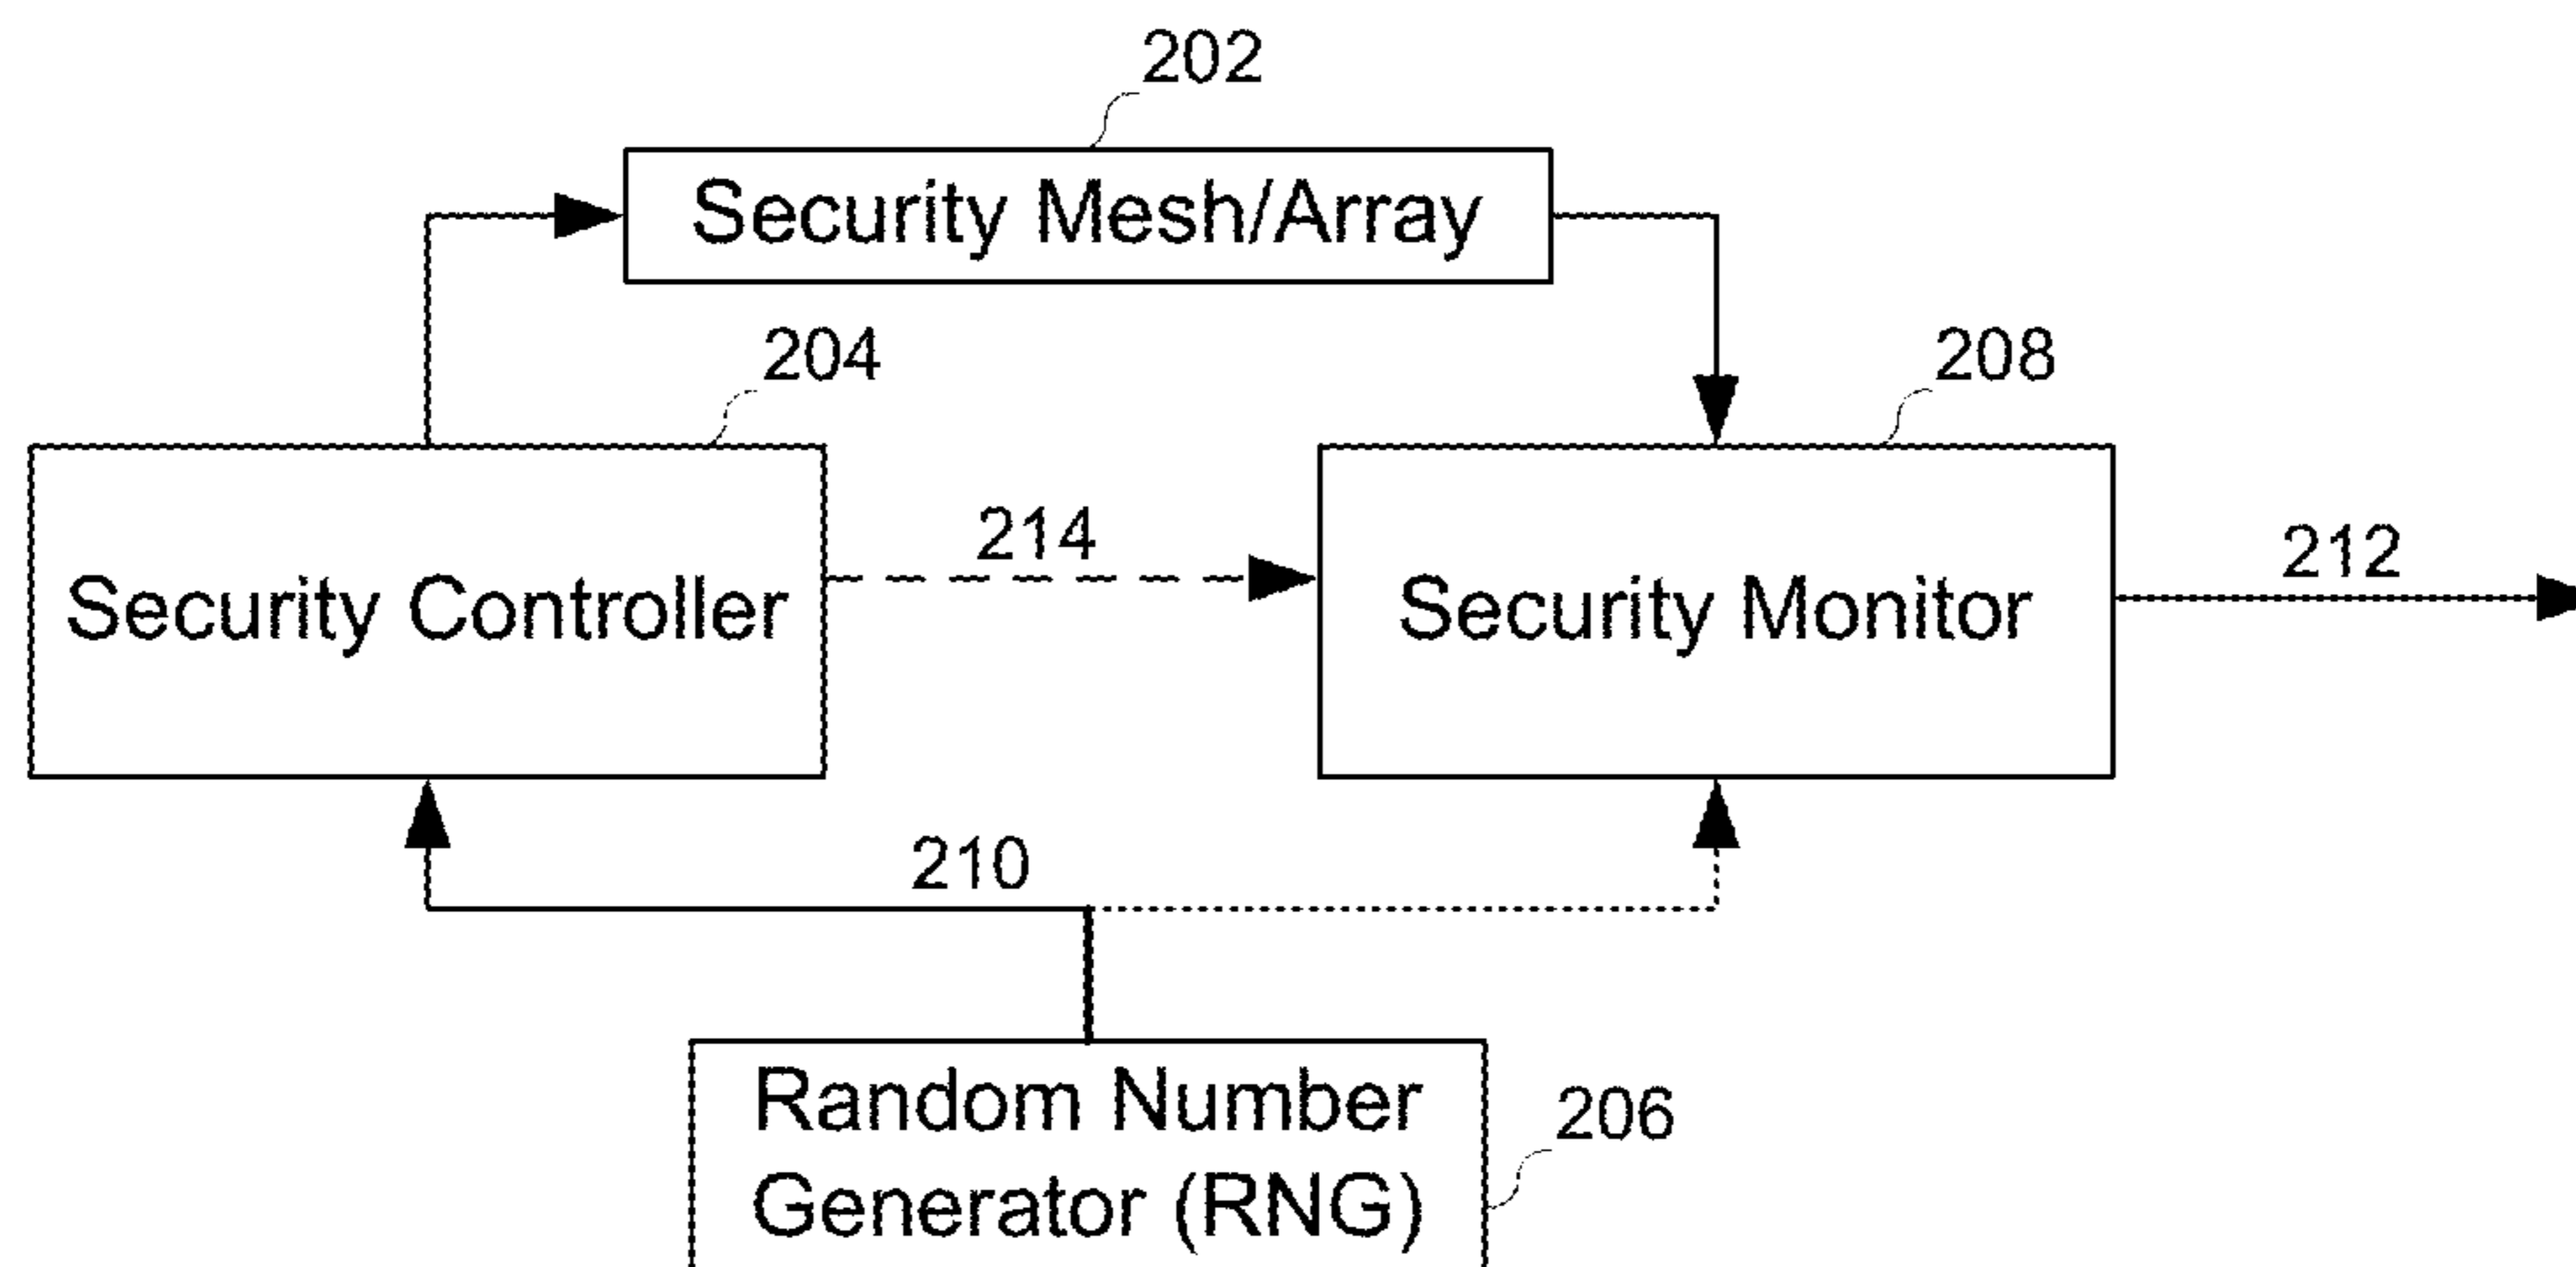 202
Security Mesh/Array
204
208
214
Security Controller
Security Monitor
212
210
Random Number
Generator (RNG)
206